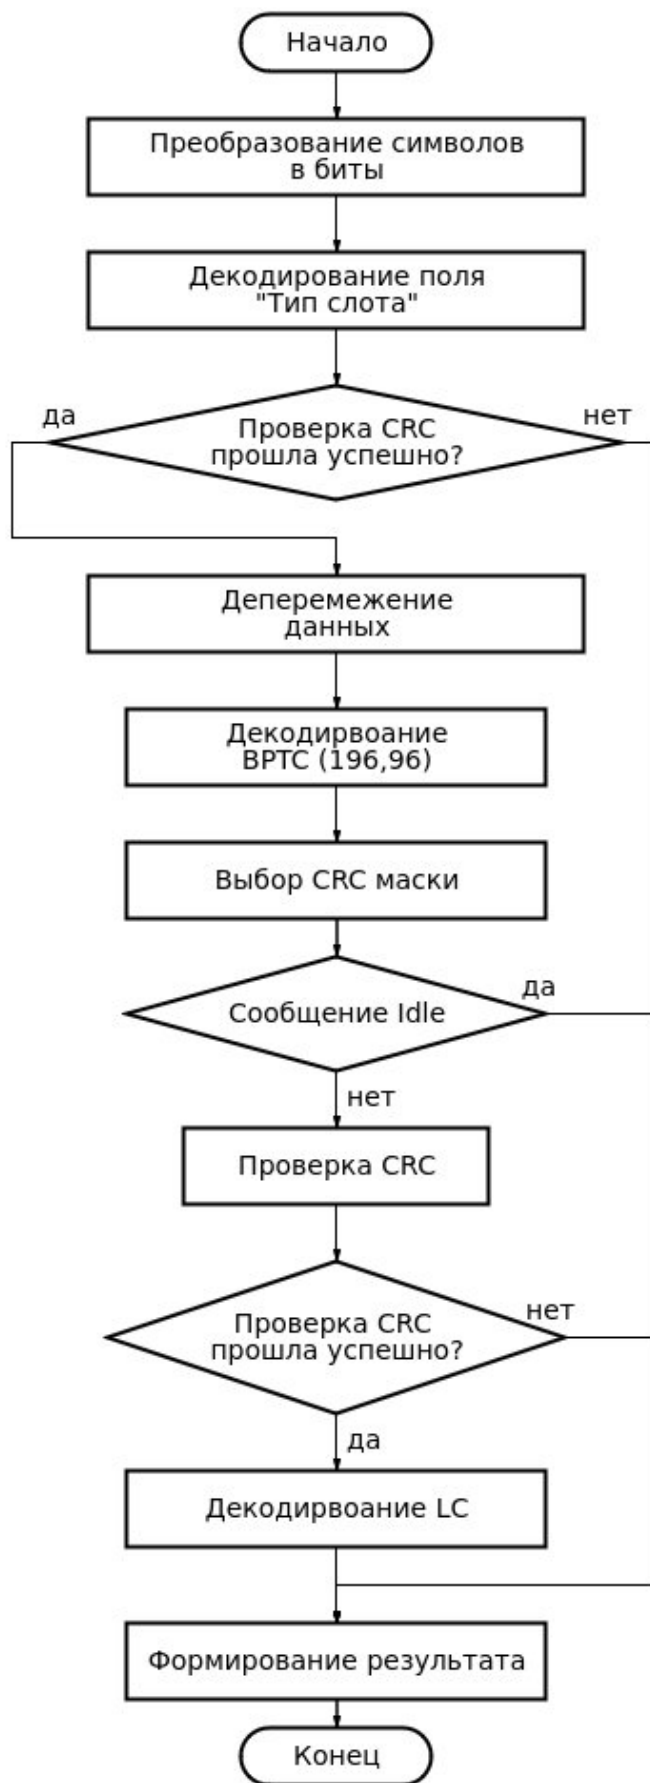 Начало
Преобразование символов
в биты
Декодирование поля
"Тип слота"
да
нет
Проверка CRC
прошла успешно?
Деперемежение
данных
Декодирвоание
BPTC (196,96)
Выбор CRC маски
да
Сообщение Idle
нет
Проверка CRC
нет
Проверка CRC
прошла успешно?
да
Декодирвоание LC
Формирование результата
Конец